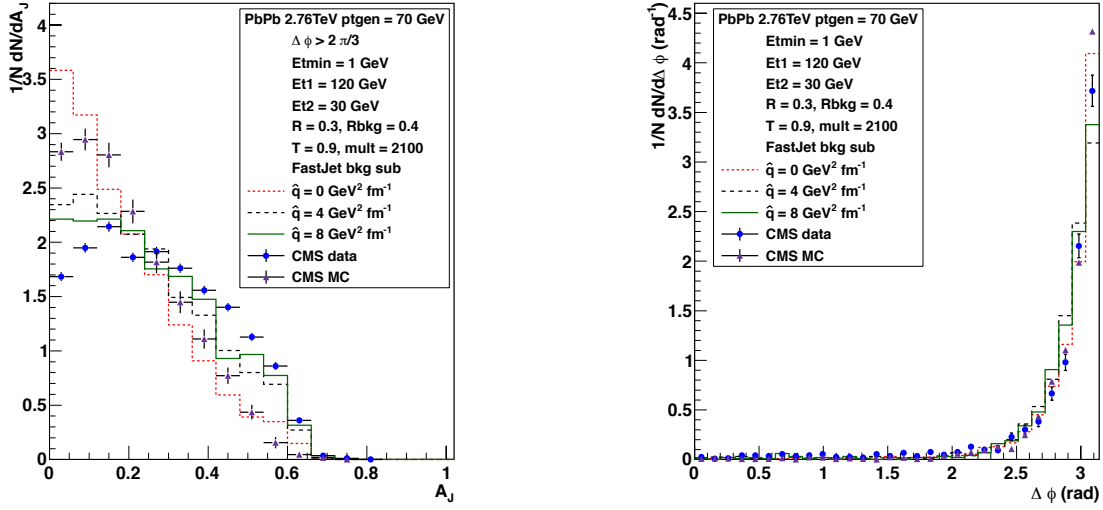 1/N dN/dA_J
4
3.5
3
2.5
2
1.5
1
0.5
0
PbPb 2.76TeV ptgen = 70 GeV
Δ ϕ > 2 π/3
Etmin = 1 GeV
Et1 = 120 GeV
Et2 = 30 GeV
R = 0.3, Rbkg = 0.4
T = 0.9, mult = 2100
FastJet bkg sub
q̂ = 0 GeV² fm⁻¹
q̂ = 4 GeV² fm⁻¹
q̂ = 8 GeV² fm⁻¹
CMS data
CMS MC
0 0.2 0.4 0.6 0.8 1
A_J
1/N dN/dΔ ϕ (rad⁻¹)
4.5
4
3.5
3
2.5
2
1.5
1
0.5
0
PbPb 2.76TeV ptgen = 70 GeV
Etmin = 1 GeV
Et1 = 120 GeV
Et2 = 30 GeV
R = 0.3, Rbkg = 0.4
T = 0.9, mult = 2100
FastJet bkg sub
q̂ = 0 GeV² fm⁻¹
q̂ = 4 GeV² fm⁻¹
q̂ = 8 GeV² fm⁻¹
CMS data
CMS MC
0 0.5 1 1.5 2 2.5 3
Δ ϕ (rad)